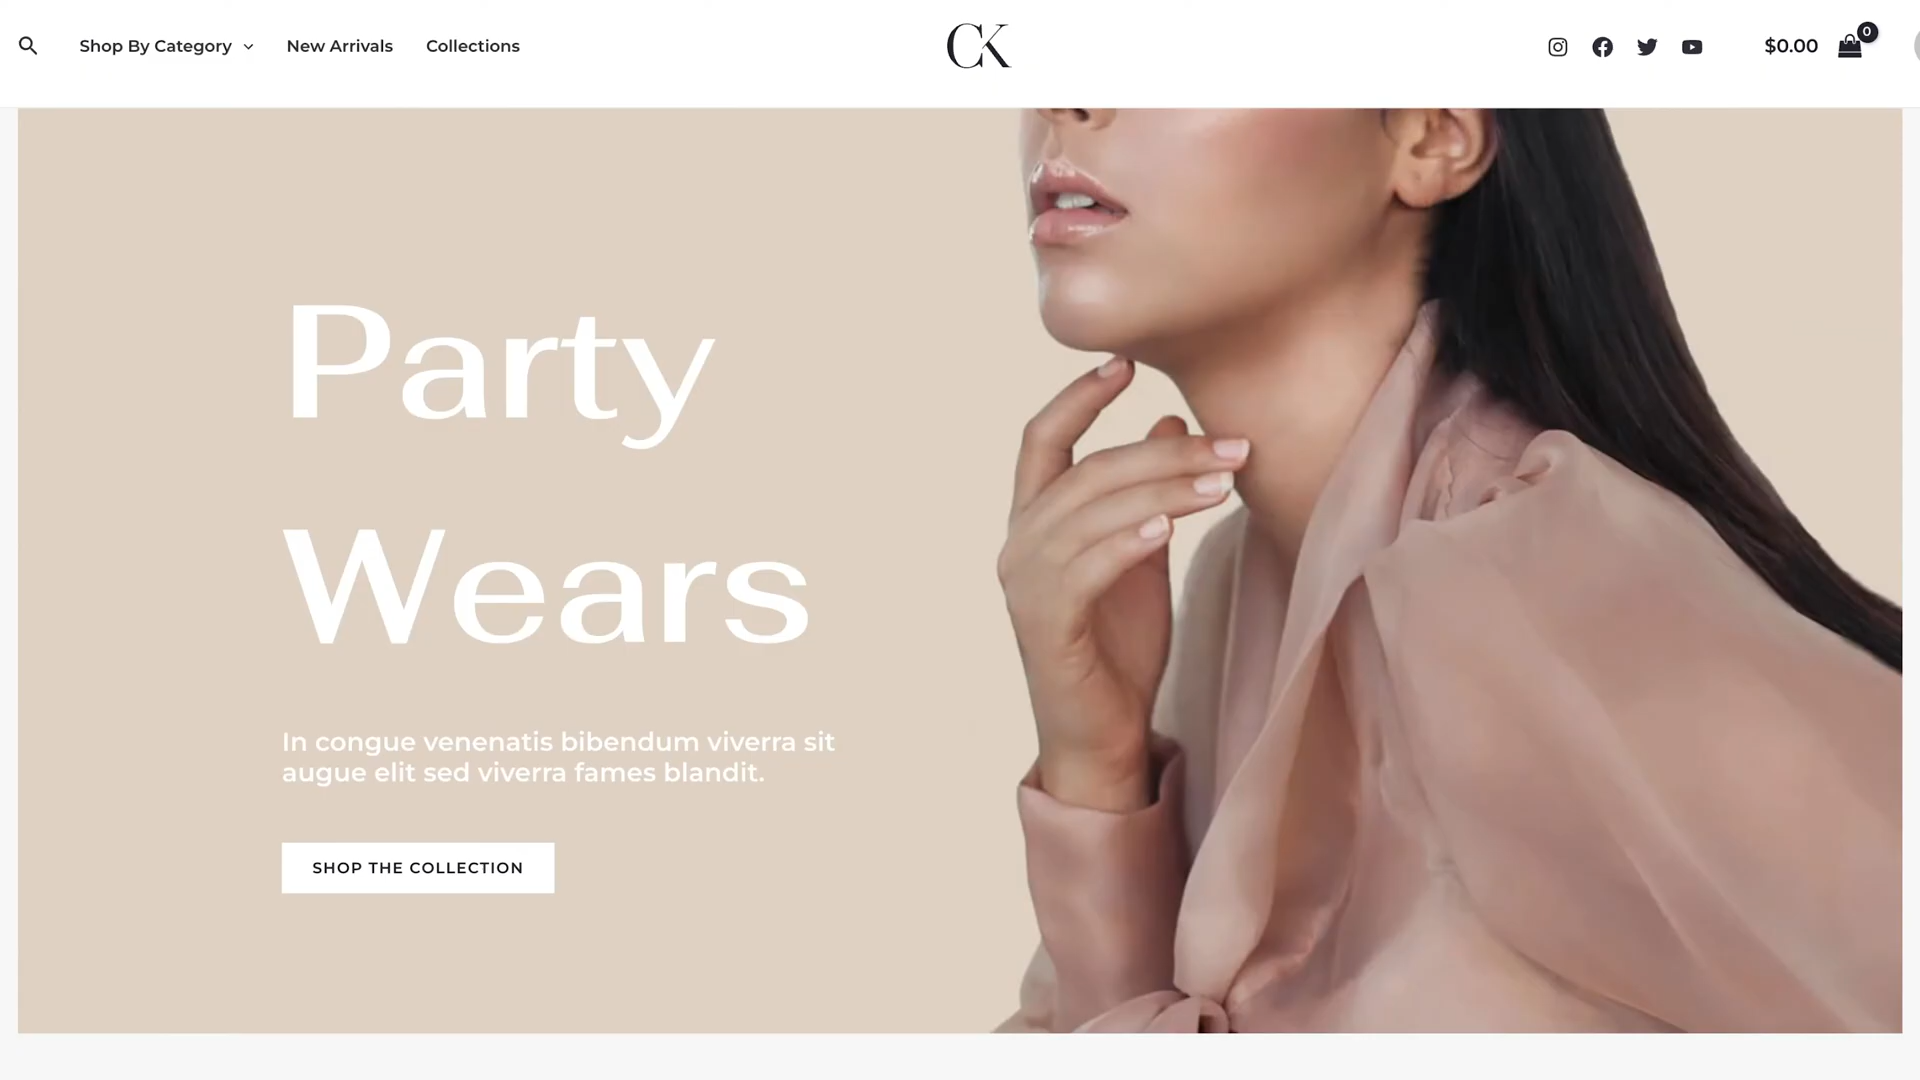 Shop By Category
New Arrivals
Collections
CK
$0.00
0
Party
Wears
In congue venenatis bibendum viverra sit
augue elit sed viverra fames blandit.
SHOP THE COLLECTION